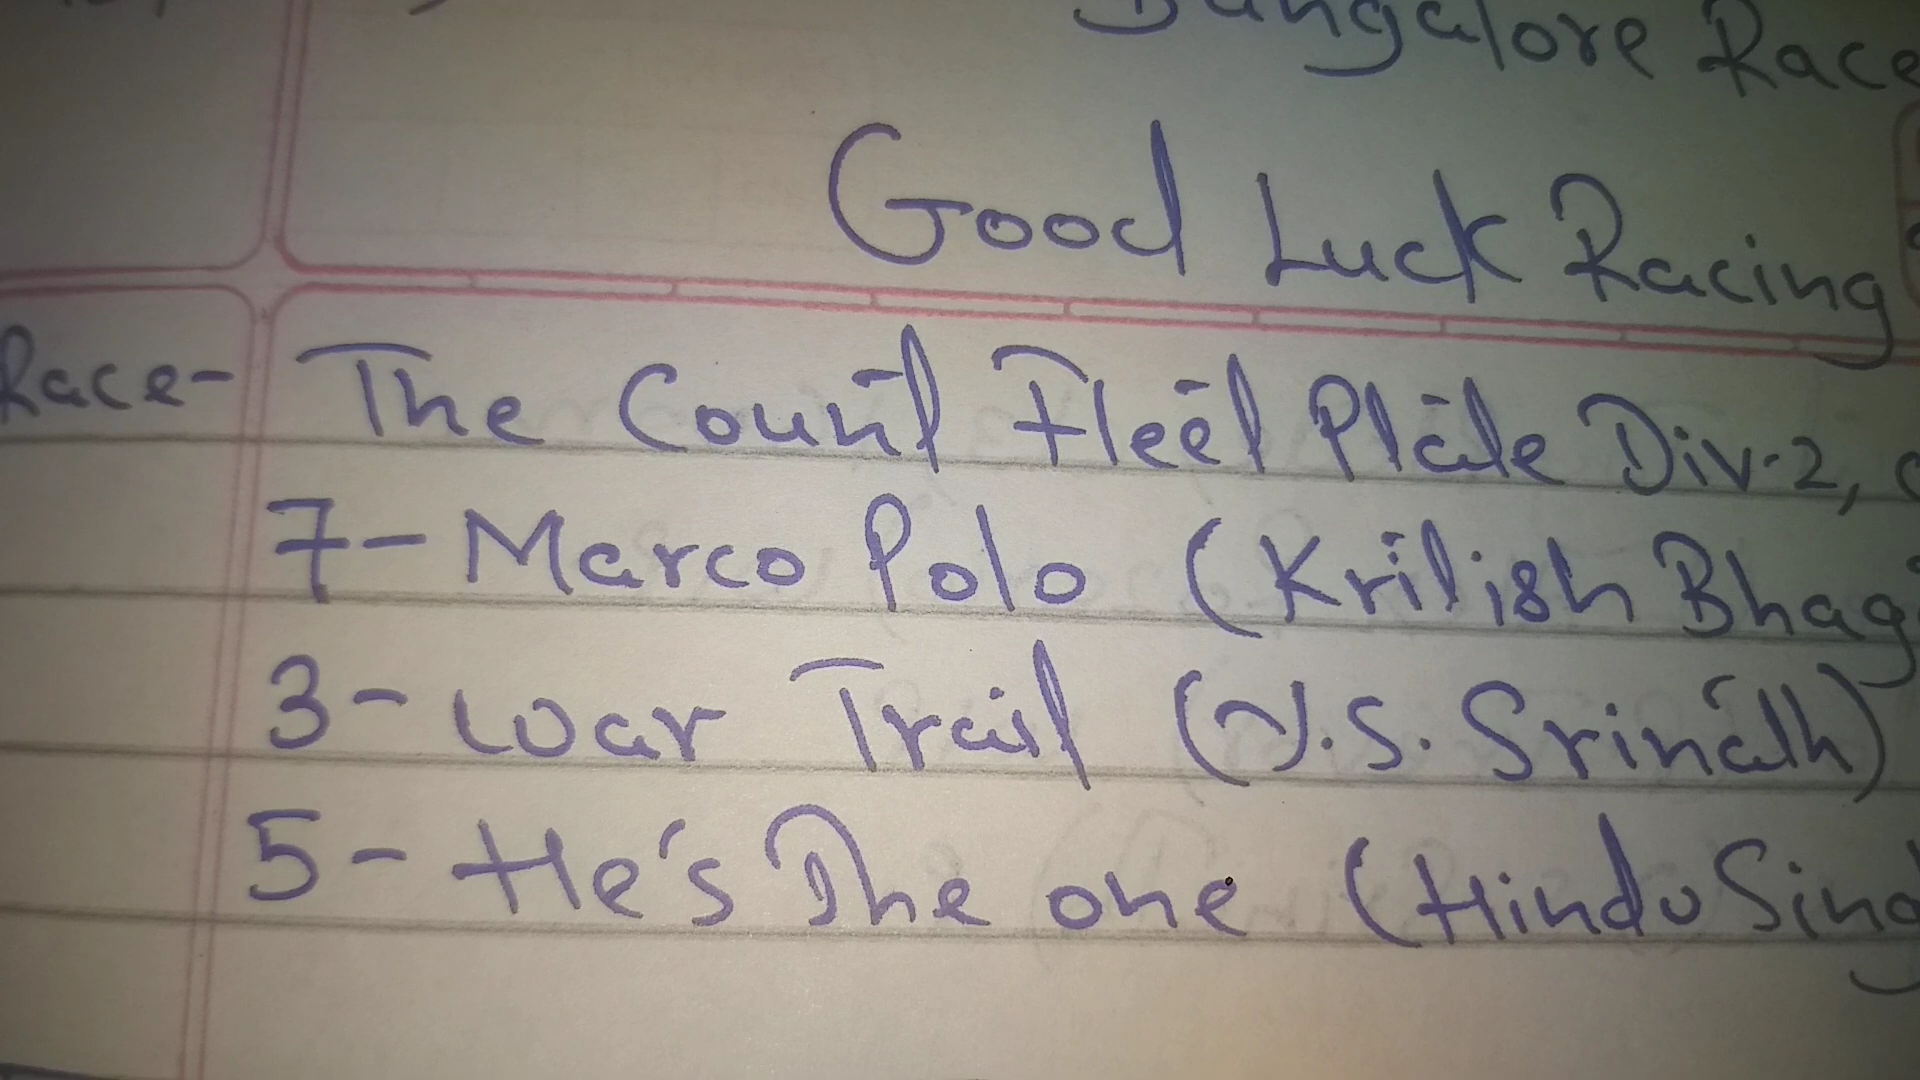 Bangalore Race
Good Luck Racing
Race- The Count Fleet Plate Div-2,
7- Marco Polo (Kritish Bhag
3- War Trail (Y.S. Srinath)
5- He's The one (Hindu Sing